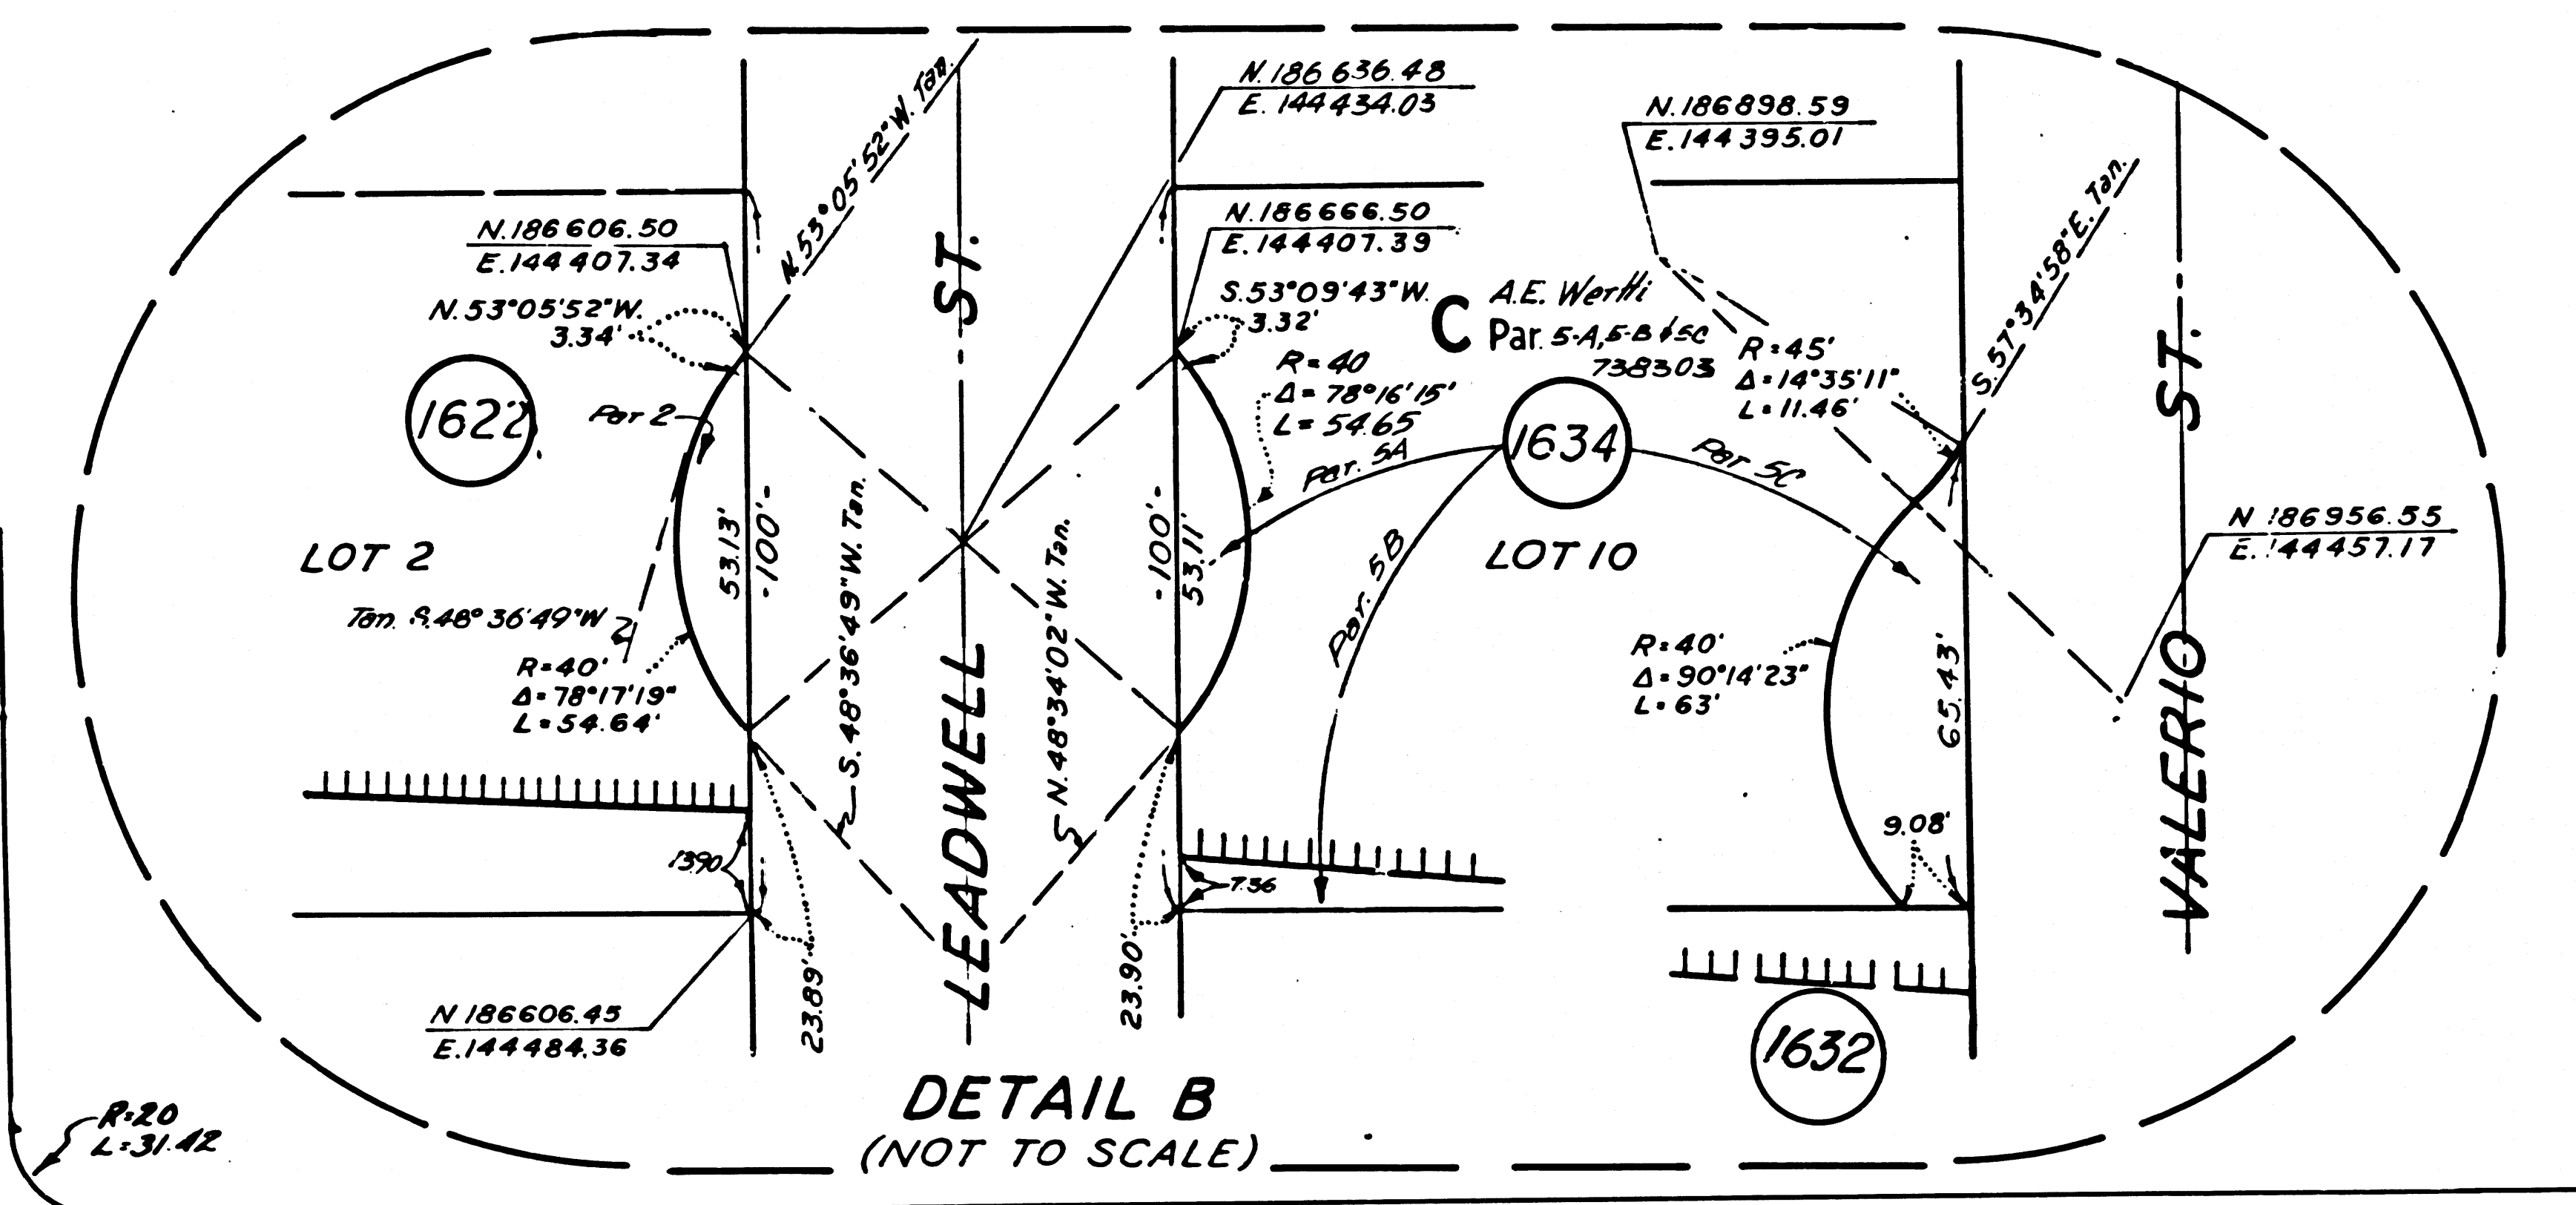 N. 53°05'52"W. Tan.
N. 186 636.48
E. 144434.03
N. 186898.59
E. 144395.01
S. 57°34'58"E. Tan.
N. 186 606.50
E. 144 407.34
N. 186666.50
E. 144407.39
N. 53°05'52"W.
3.34'
S. 53°09'43"W.
3.32'
C
Par. 5-A, 5-B & 5C
738303
R=40
Δ=78°16'15"
L=54.65
R=45'
Δ=14°35'11"
L=11.46'
1622
Par 2
Par. 5A
1634
Par 5C
Par. 5B
LOT 2
53.13'
-100'-
S. 48°36'49"W. Tan.
N. 48°34'02"W. Tan.
-100'-
53.11'
LOT 10
N 186956.55
E. 144457.17
Tan. S. 48°36'49"W
R=40'
Δ=78°17'19"
L=54.64'
LEADWELL ST.
R=40'
Δ=90°14'23"
L=63'
65.43'
VALERIO ST.
9.08'
13.90
7.36
23.89'
23.90'
N 186606.45
E. 144484.36
1632
DETAIL B
(NOT TO SCALE)
R=20
L=31.42